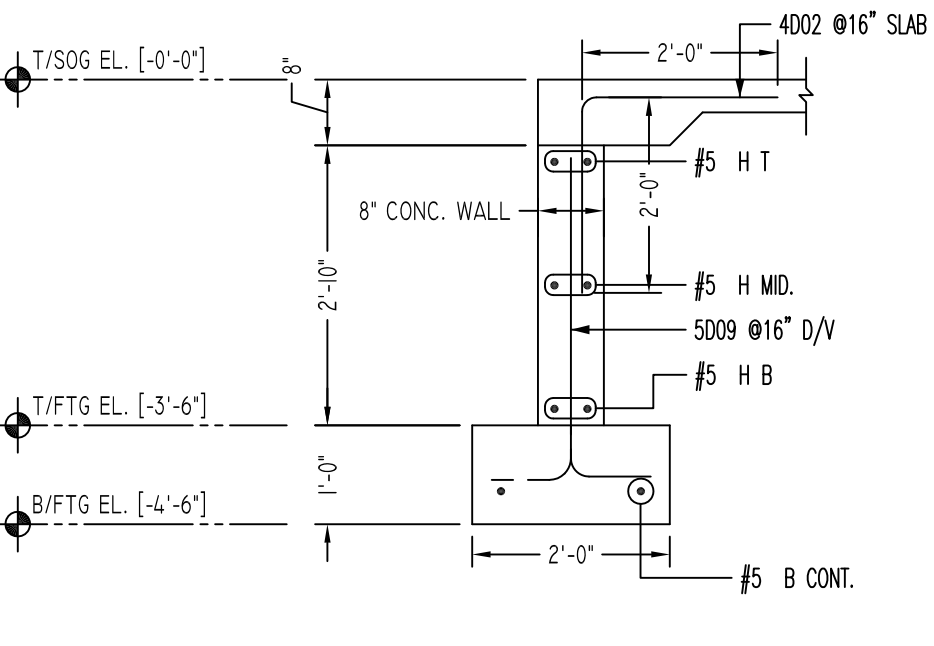 4D02 @16" SLAB
T/SOG EL. [-0'-0"]
8"
2'-0"
#5 H T
8" CONC. WALL
2'-0"
2'-10"
#5 H MID.
5D09 @16" D/V
#5 H B
T/FTG EL. [-3'-6"]
1'-0"
B/FTG EL. [-4'-6"]
2'-0"
#5 B CONT.